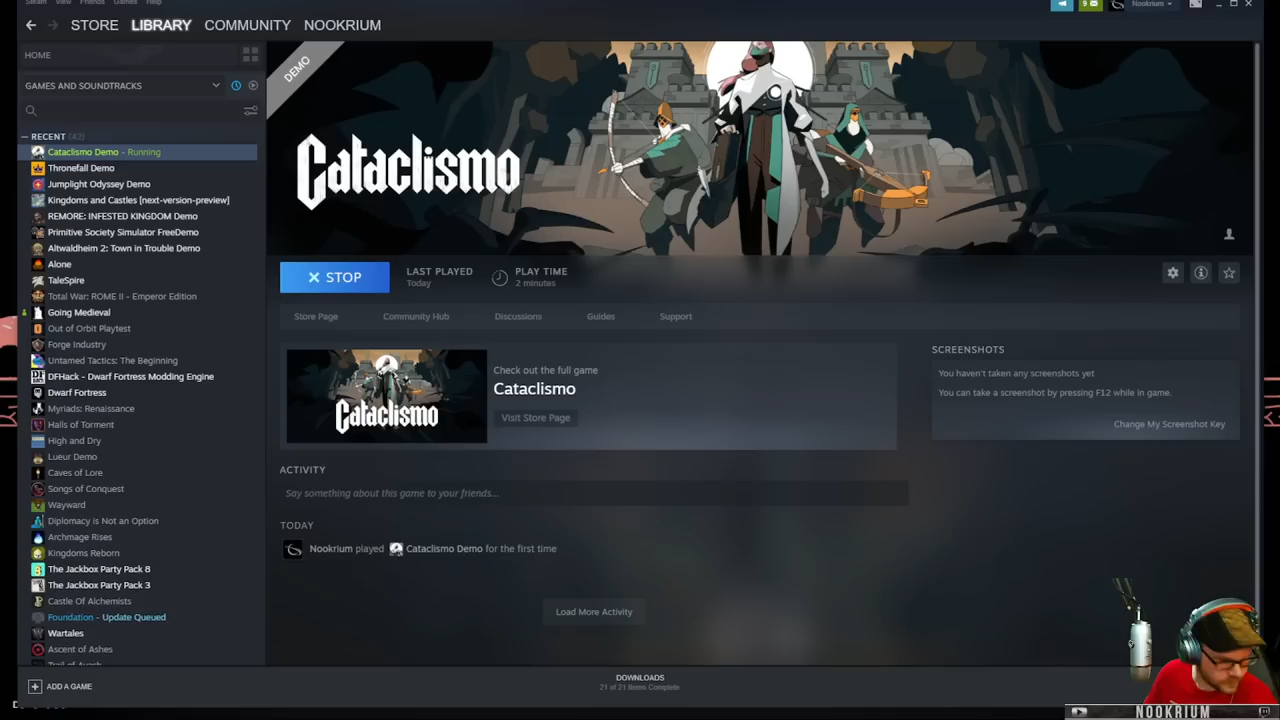 Steam View Friends Games Help
9 Nookrium
STORE LIBRARY COMMUNITY NOOKRIUM
HOME
GAMES AND SOUNDTRACKS
RECENT (42)
Cataclismo Demo - Running
Thronefall Demo
Jumplight Odyssey Demo
Kingdoms and Castles [next-version-preview]
REMORE: INFESTED KINGDOM Demo
Primitive Society Simulator FreeDemo
Altwaldheim 2: Town in Trouble Demo
Alone
TaleSpire
Total War: ROME II - Emperor Edition
Going Medieval
Out of Orbit Playtest
Forge Industry
Untamed Tactics: The Beginning
DFHack - Dwarf Fortress Modding Engine
Dwarf Fortress
Myriads: Renaissance
Halls of Torment
High and Dry
Lueur Demo
Caves of Lore
Songs of Conquest
Wayward
Diplomacy is Not an Option
Archmage Rises
Kingdoms Reborn
The Jackbox Party Pack 8
The Jackbox Party Pack 3
Castle Of Alchemists
Foundation - Update Queued
Wartales
Ascent of Ashes
ADD A GAME
DEMO
Cataclismo
STOP
LAST PLAYED
Today
PLAY TIME
2 minutes
Store Page Community Hub Discussions Guides Support
Cataclismo
Check out the full game
Cataclismo
Visit Store Page
SCREENSHOTS
You haven't taken any screenshots yet
You can take a screenshot by pressing F12 while in game.
Change My Screenshot Key
ACTIVITY
Say something about this game to your friends...
TODAY
Nookrium played Cataclismo Demo for the first time
Load More Activity
DOWNLOADS
21 of 21 Items Complete
NOOKRIUM